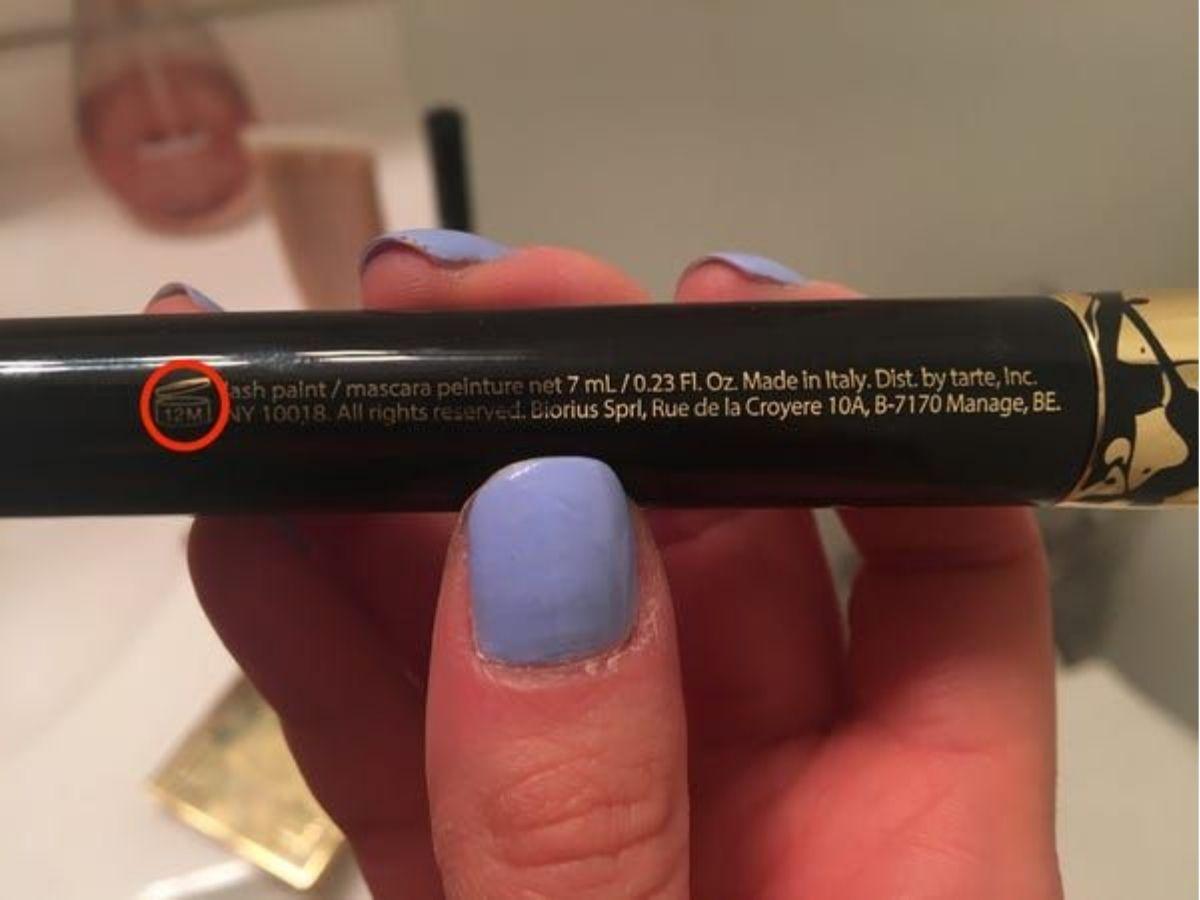 12M
lash paint / mascara peinture net 7 mL / 0.23 Fl. Oz. Made in Italy. Dist. by tarte, Inc.
NY 10018. All rights reserved. Biorius Sprl, Rue de la Croyere 10A, B-7170 Manage, BE.